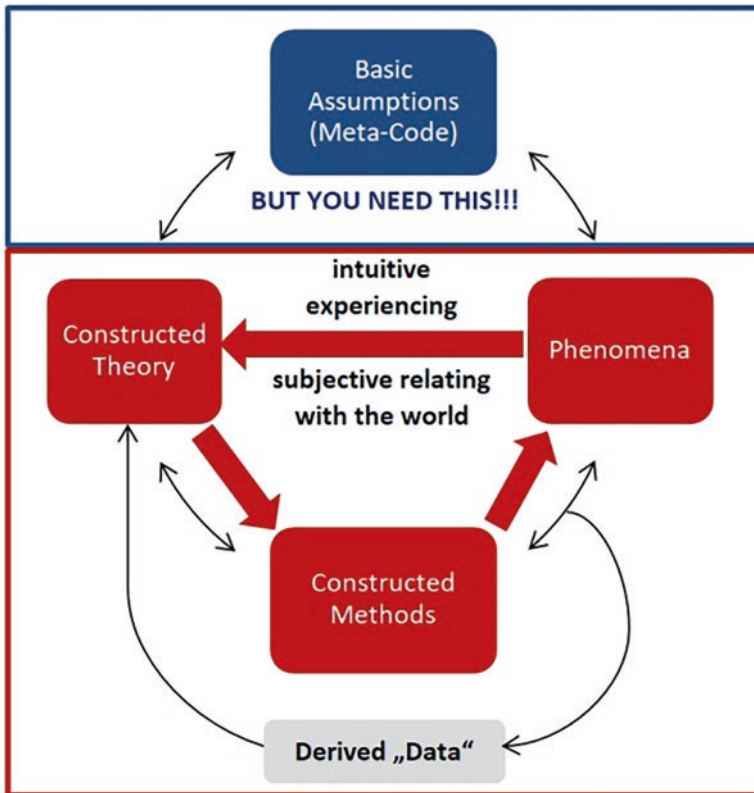 Basic
Assumptions
(Meta-Code)
BUT YOU NEED THIS!!!
intuitive
experiencing
Constructed
Theory
Phenomena
subjective relating
with the world
Constructed
Methods
Derived „Data“